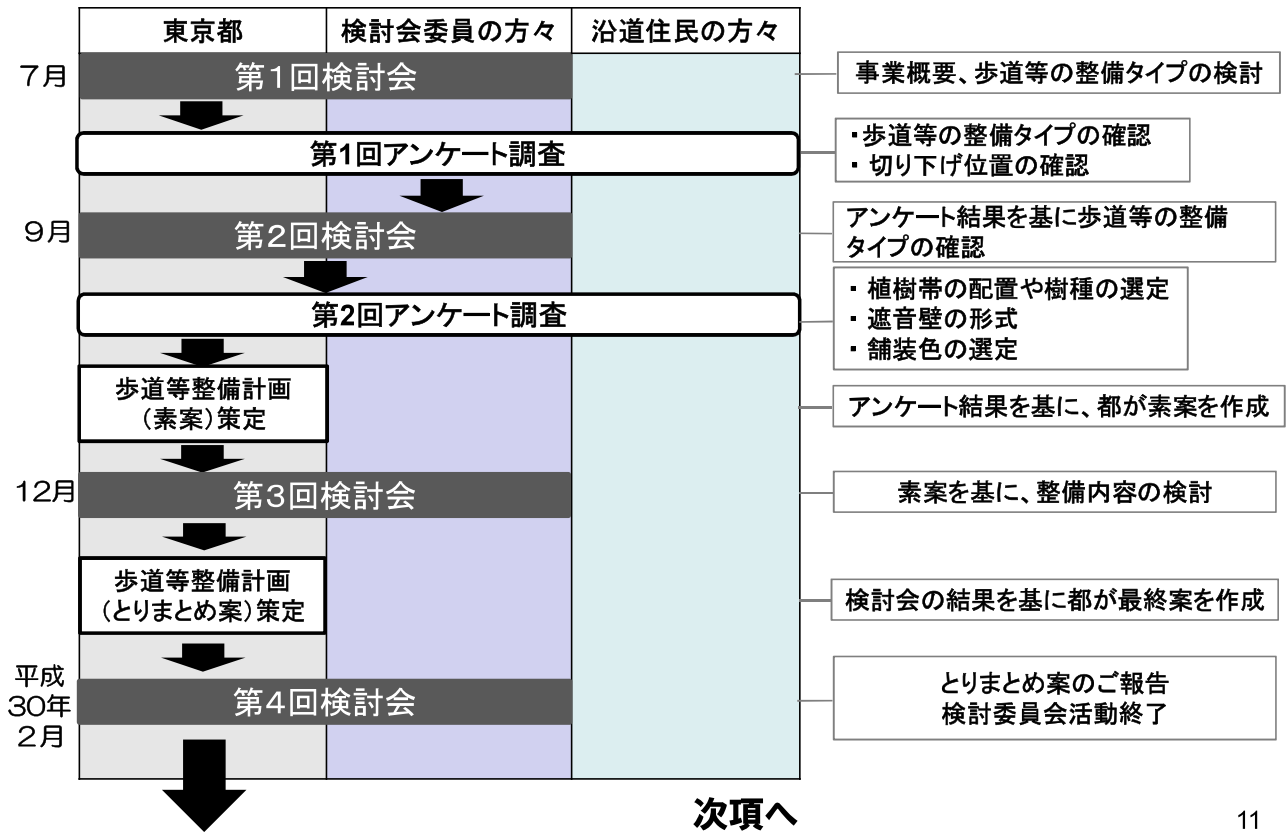 東京都 検討会委員の方々 沿道住民の方々
7月 第1回検討会 事業概要、歩道等の整備タイプの検討
第1回アンケート調査
・歩道等の整備タイプの確認
・切り下げ位置の確認
9月 第2回検討会
アンケート結果を基に歩道等の整備
タイプの確認
第2回アンケート調査
・植樹帯の配置や樹種の選定
・遮音壁の形式
・舗装色の選定
歩道等整備計画
(素案)策定
アンケート結果を基に、都が素案を作成
12月 第3回検討会 素案を基に、整備内容の検討
歩道等整備計画
(とりまとめ案)策定
検討会の結果を基に都が最終案を作成
平成
30年
2月
第4回検討会
とりまとめ案のご報告
検討委員会活動終了
次項へ
11